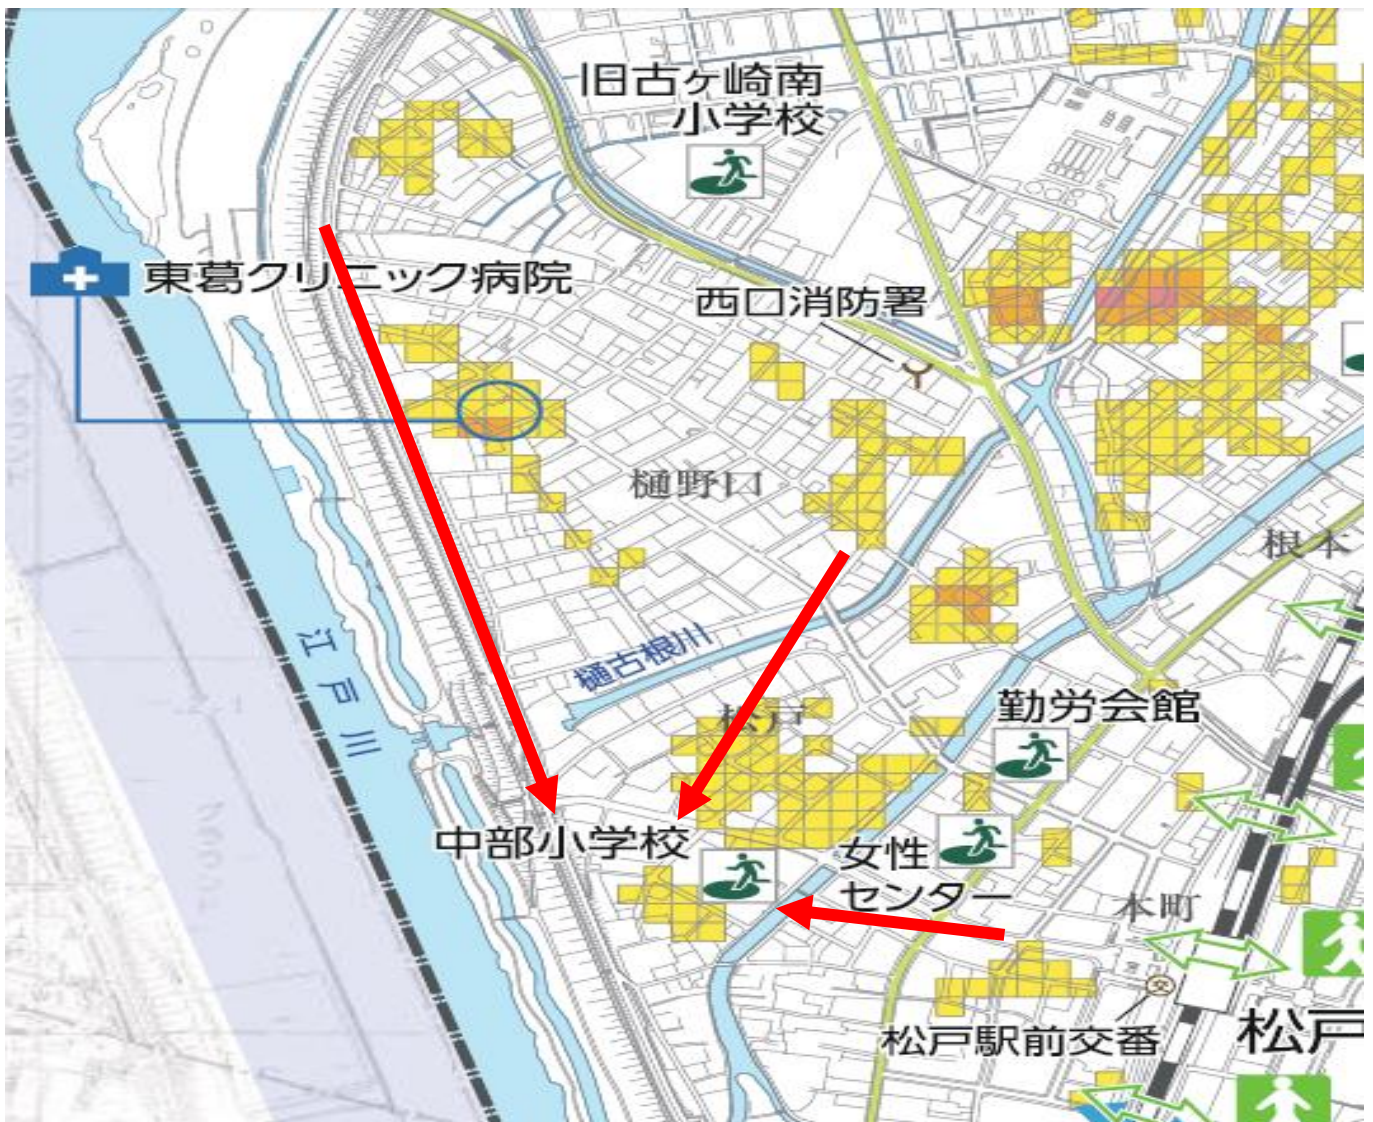 旧古ヶ崎南
小学校
東葛クリニック病院
西口消防署
樋野口
根本
樋古根川
江戸川
松戸
勤労会館
中部小学校
女性
センター
本町
松戸駅前交番
松戸